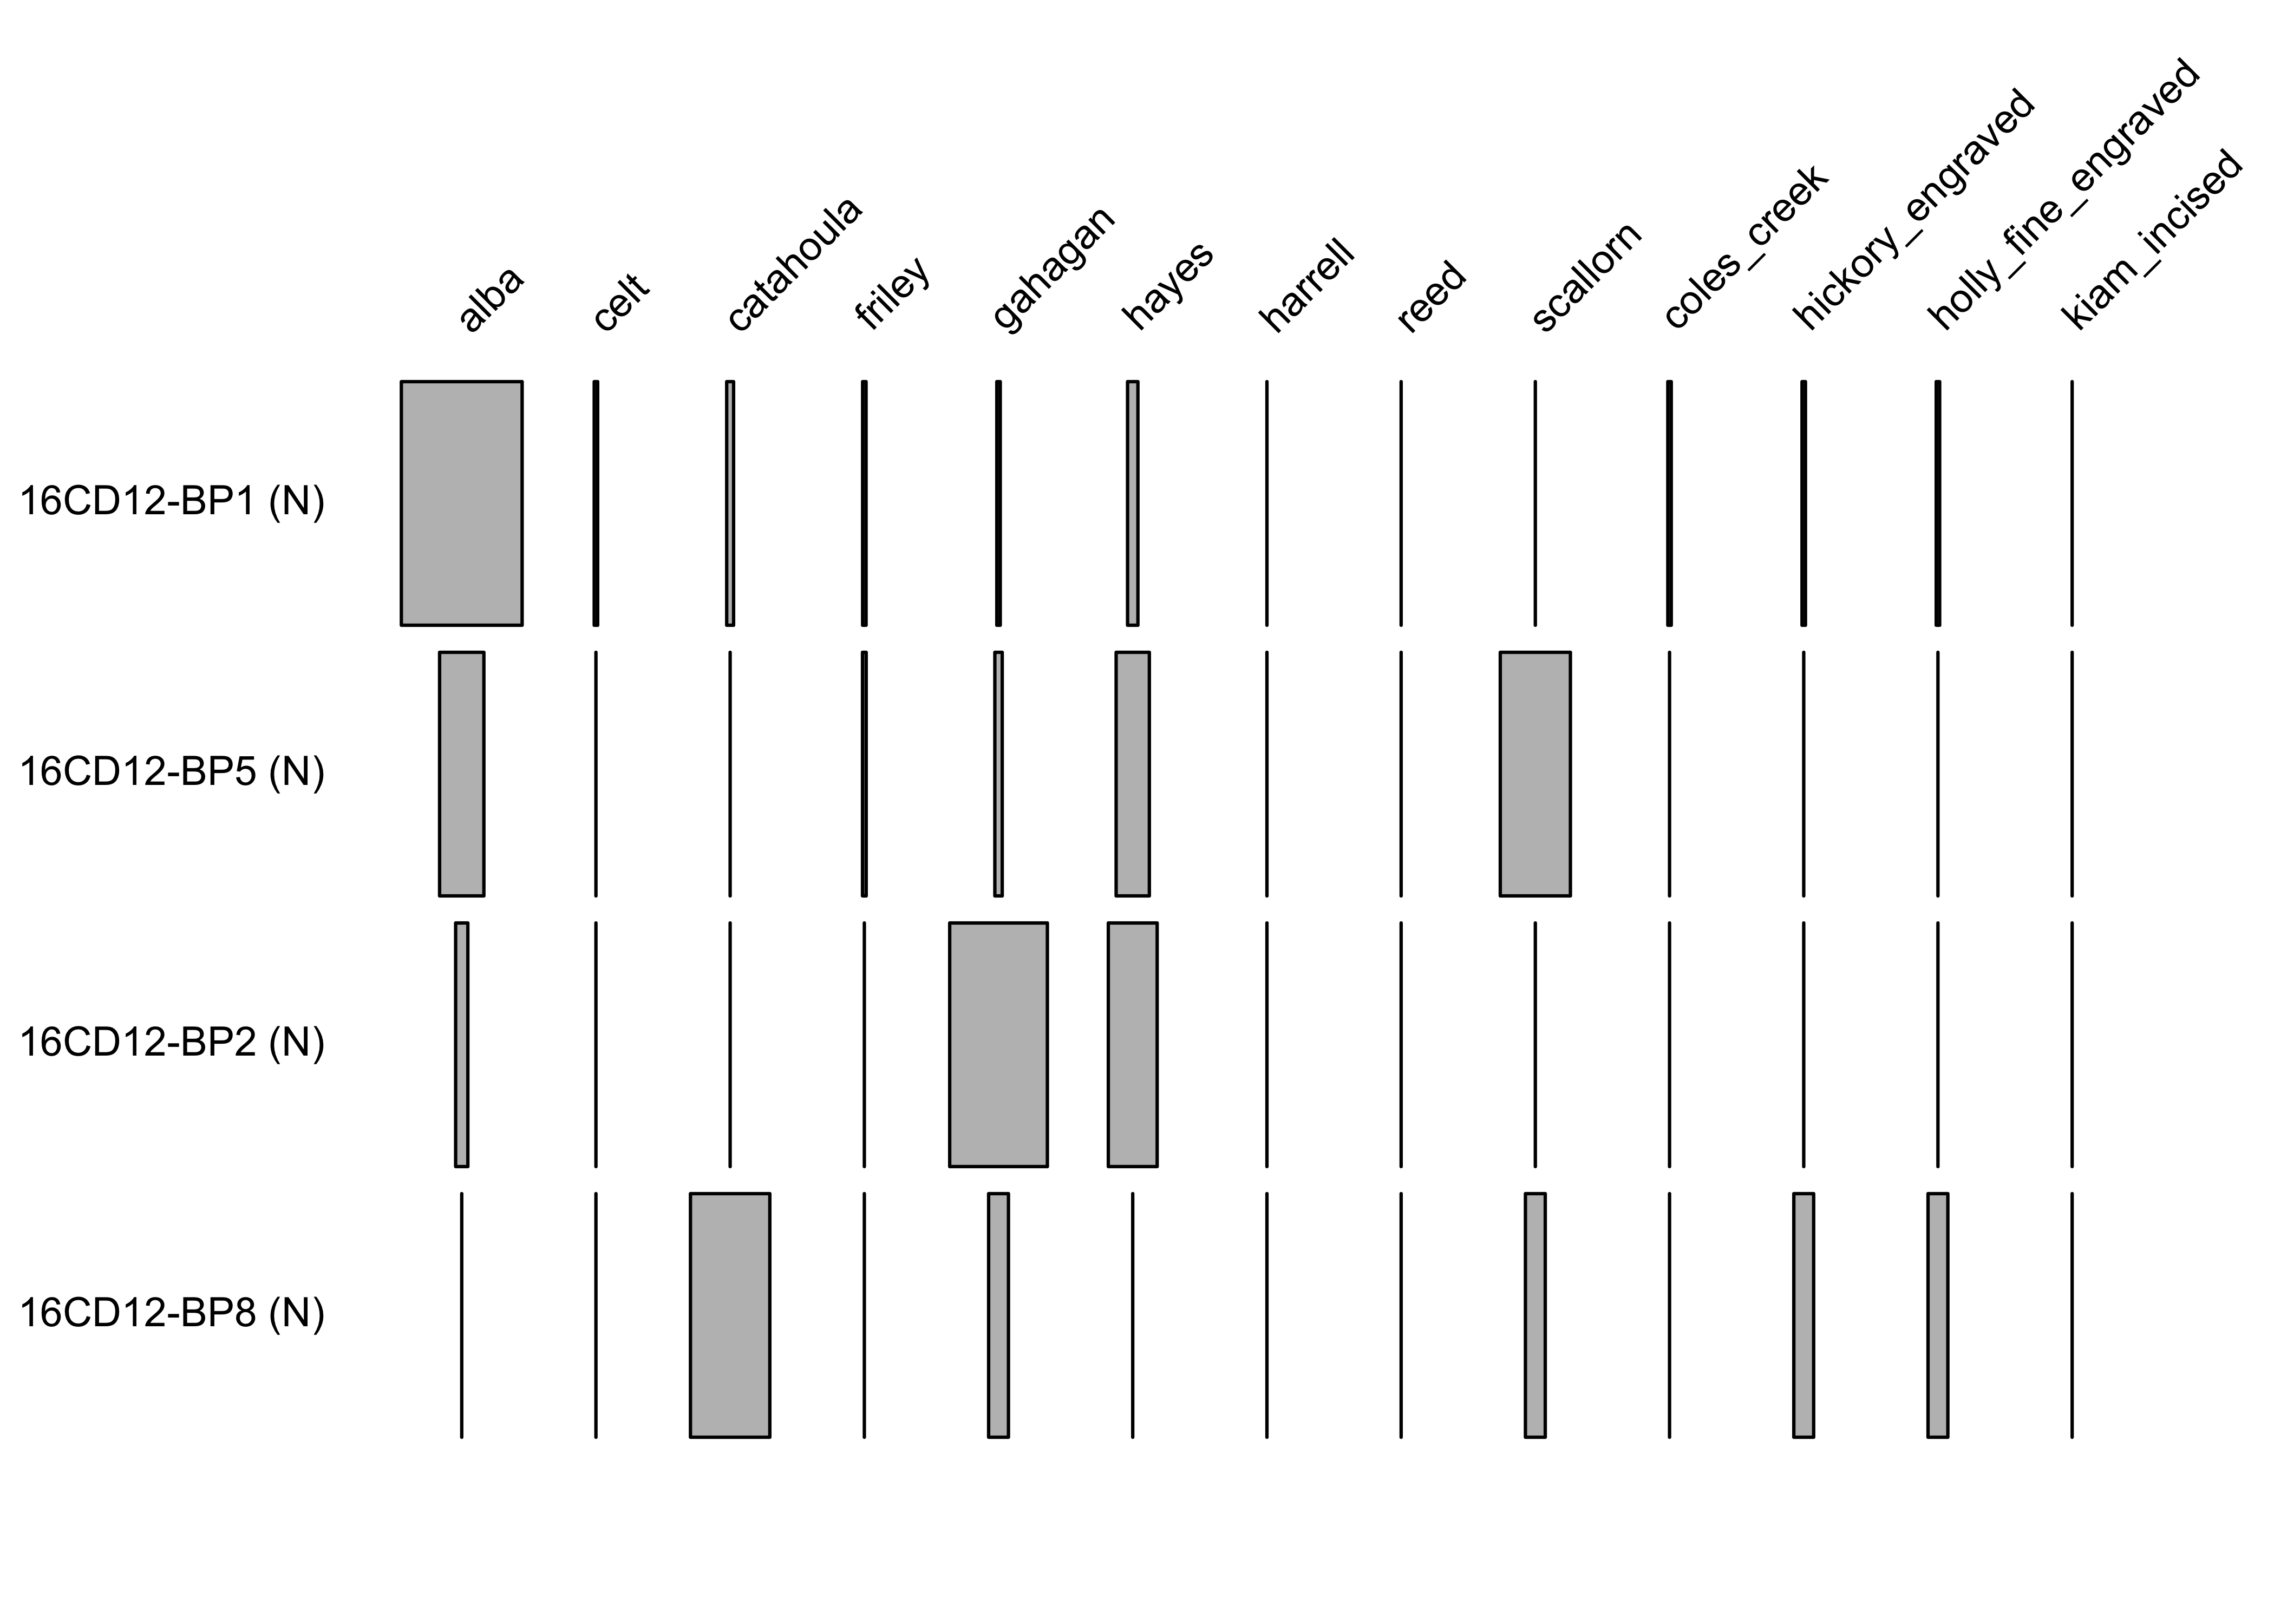 alba celt catahoula friley gahagan hayes harrell reed scallorn coles_creek hickory_engraved holly_fine_engraved kiam_incised
16CD12-BP1 (N)
16CD12-BP5 (N)
16CD12-BP2 (N)
16CD12-BP8 (N)